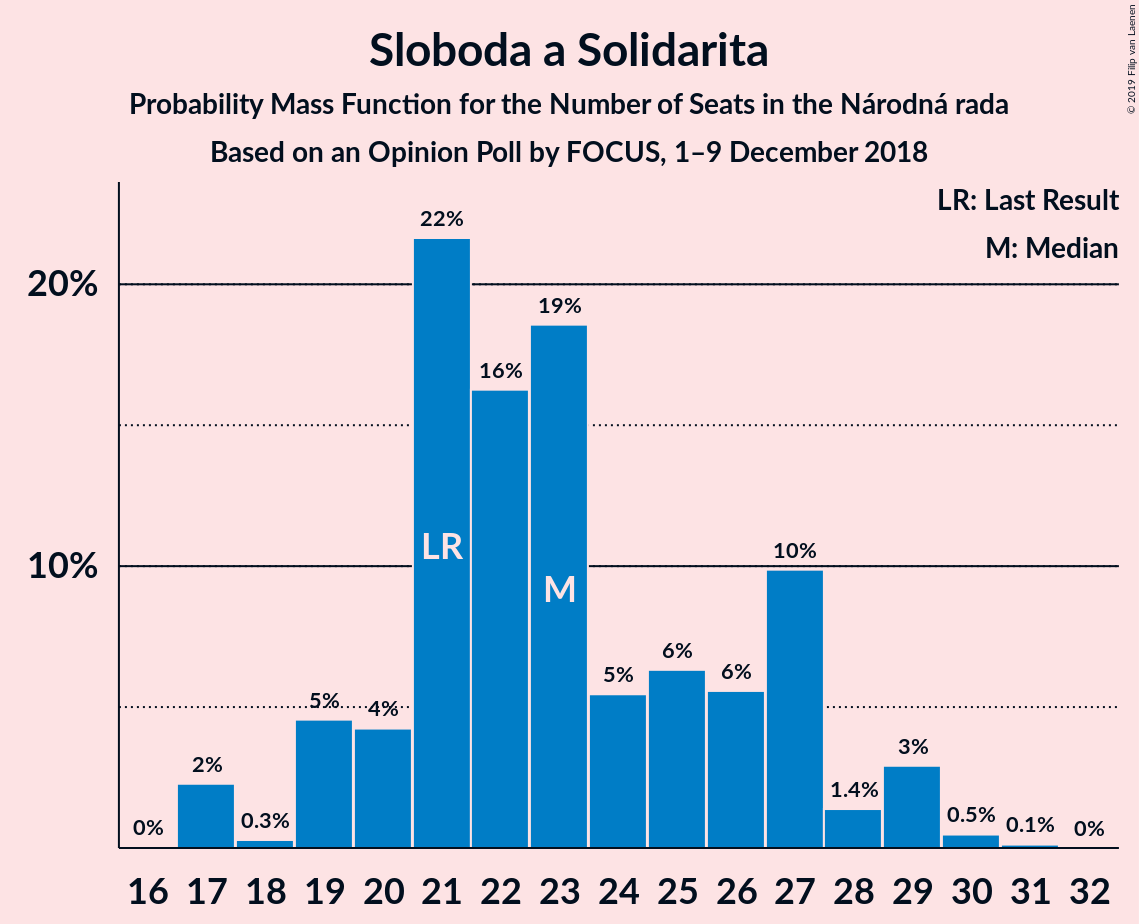 Sloboda a Solidarita
Probability Mass Function for the Number of Seats in the Národná rada
Based on an Opinion Poll by FOCUS, 1–9 December 2018
© 2019 Filip van Laenen
LR: Last Result
M: Median
20%
10%
0%
2%
0.3%
5%
4%
22%
16%
19%
5%
6%
6%
10%
1.4%
3%
0.5%
0.1%
0%
LR
M
16 17 18 19 20 21 22 23 24 25 26 27 28 29 30 31 32